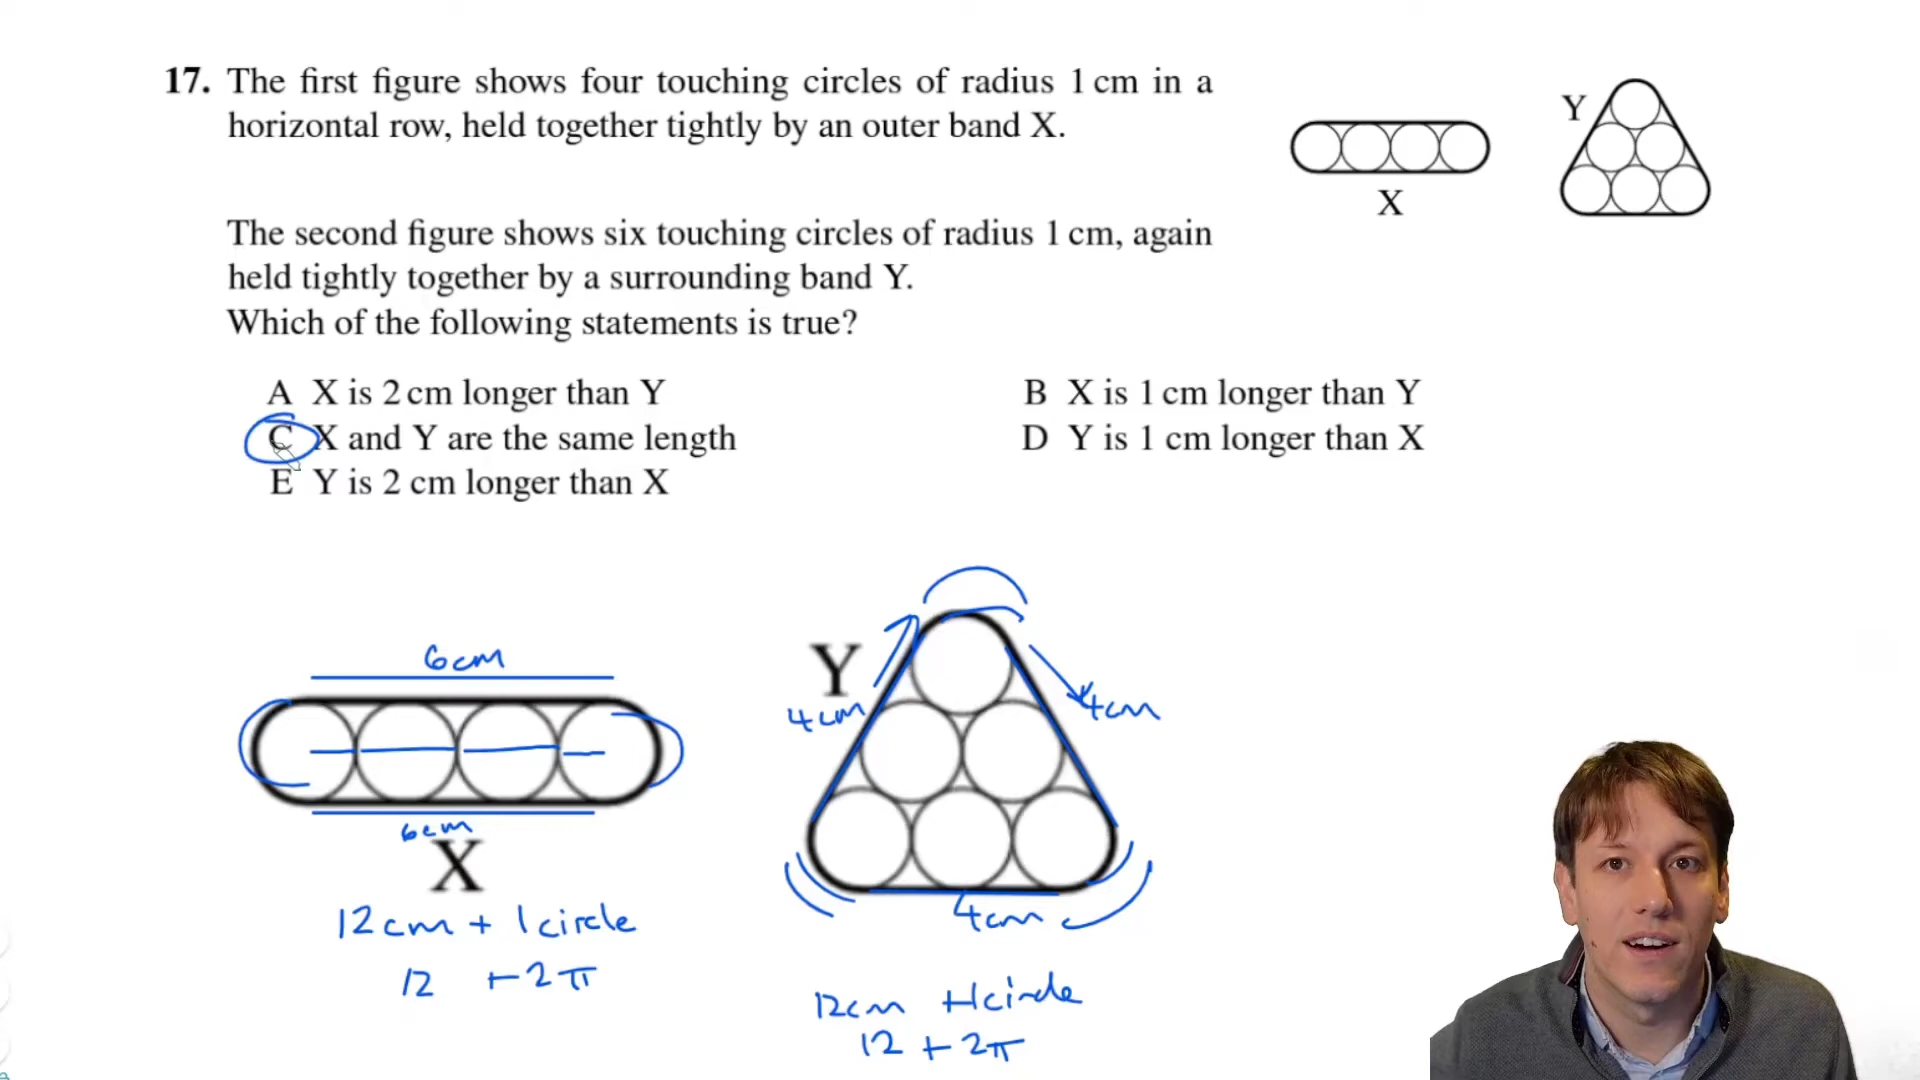 17. The first figure shows four touching circles of radius 1 cm in a
horizontal row, held together tightly by an outer band X.
X
Y
The second figure shows six touching circles of radius 1 cm, again
held tightly together by a surrounding band Y.
Which of the following statements is true?
A X is 2 cm longer than Y
B X is 1 cm longer than Y
C X and Y are the same length
D Y is 1 cm longer than X
E Y is 2 cm longer than X
6cm
6cm
X
12cm + 1 circle
12 + 2π
Y
4cm
4cm
4cm
12cm +1circle
12 + 2π